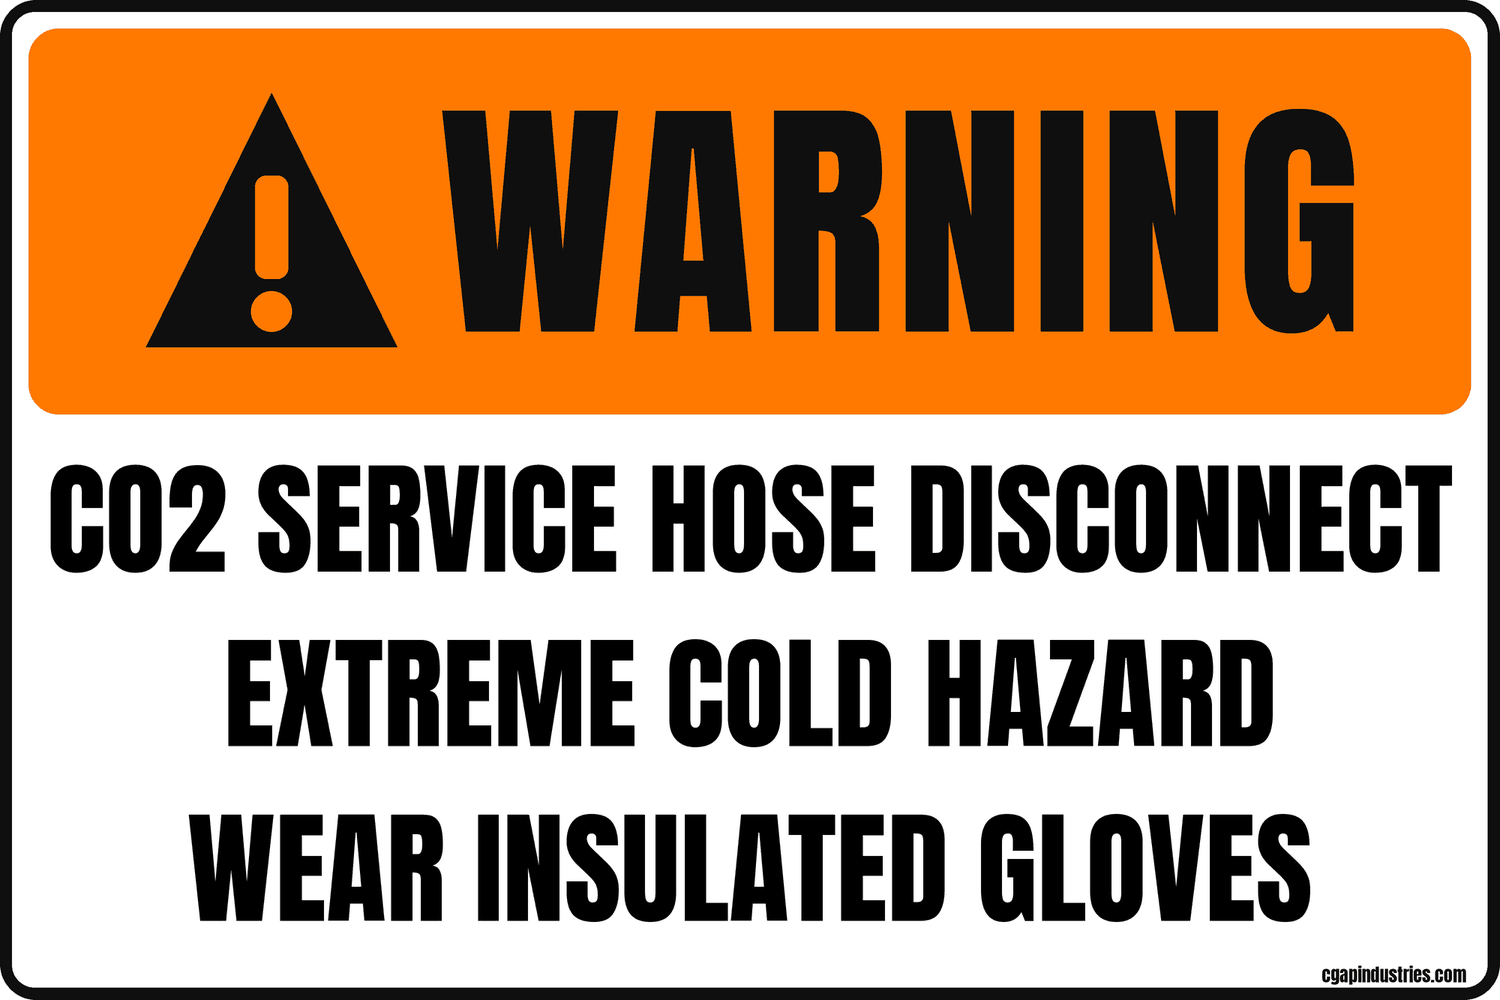 WARNING
CO2 SERVICE HOSE DISCONNECT
EXTREME COLD HAZARD
WEAR INSULATED GLOVES
cgapindustries.com